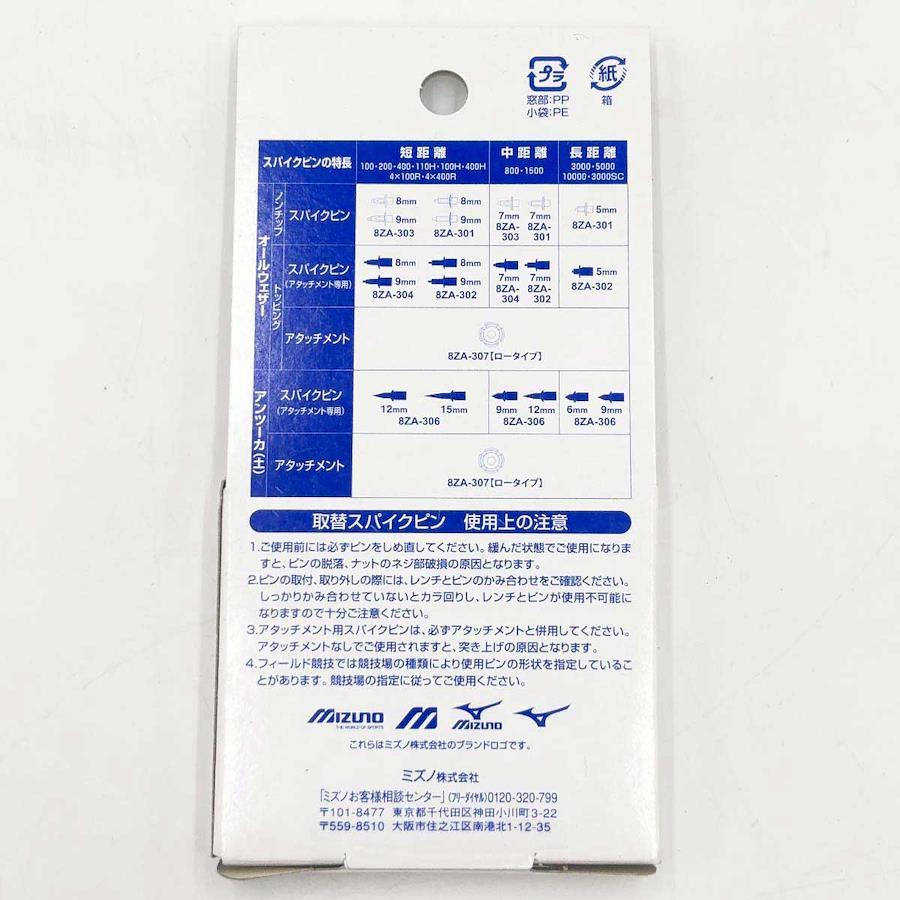 プラ
紙
窓部:PP
小袋:PE
箱
スパイクピンの特長
短距離
100・200・400・110H・100H・400H
4×100R・4×400R
中距離
800・1500
長距離
3000・5000
10000・3000SC
オールウェザー
ノンチップ
スパイクピン
8mm 8mm
9mm 9mm
8ZA-303 8ZA-301
7mm 7mm
8ZA-303 8ZA-301
5mm
8ZA-301
トッピング
スパイクピン
(アタッチメント専用)
8mm 8mm
9mm 9mm
8ZA-304 8ZA-302
7mm 7mm
8ZA-304 8ZA-302
5mm
8ZA-302
アタッチメント
8ZA-307【ロータイプ】
アンツーカ(土)
スパイクピン
(アタッチメント専用)
12mm 15mm
8ZA-306
9mm 12mm
8ZA-306
6mm 9mm
8ZA-306
アタッチメント
8ZA-307【ロータイプ】
取替スパイクピン 使用上の注意
1.ご使用前には必ずピンをしめ直してください。緩んだ状態でご使用になりま
すと、ピンの脱落、ナットのネジ部破損の原因となります。
2.ピンの取付、取り外しの際には、レンチとピンのかみ合わせをご確認ください。
しっかりかみ合わせていないとカラ回りし、レンチとピンが使用不可能に
なりますので十分ご注意ください。
3.アタッチメント用スパイクピンは、必ずアタッチメントと併用してください。
アタッチメントなしでご使用されますと、突き上げの原因となります。
4.フィールド競技では競技場の種類により使用ピンの形状を指定しているこ
とがあります。競技場の指定に従ってご使用ください。
MIZUNO
THE WORLD OF SPORTS
MIZUNO
これらはミズノ株式会社のブランドロゴです。
ミズノ株式会社
「ミズノお客様相談センター」(フリーダイヤル)0120-320-799
〒101-8477 東京都千代田区神田小川町3-22
〒559-8510 大阪市住之江区南港北1-12-35